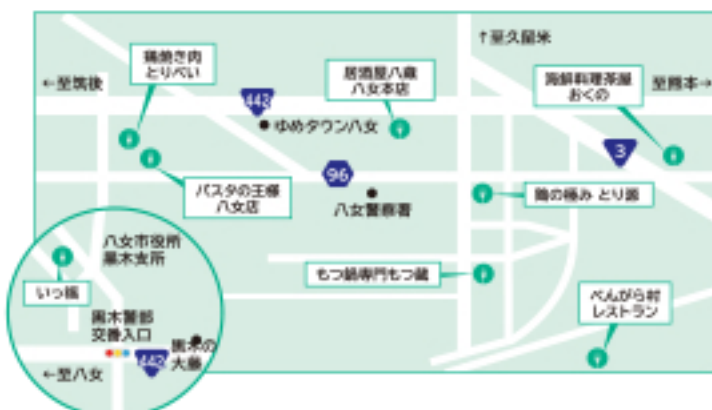 ↑至久留米
鶏焼き肉
とりべい
居酒屋八蔵
八女本店
海鮮料理茶屋
おくの
←至筑後
至熊本→
442
ゆめタウン八女
3
96
パスタの王様
八女店
八女警察署
鶏の極み とり源
八女市役所
黒木支所
もつ鍋専門もつ蔵
いっ福
べんがら村
レストラン
黒木警部
交番入口
黒木の
大藤
442
←至八女